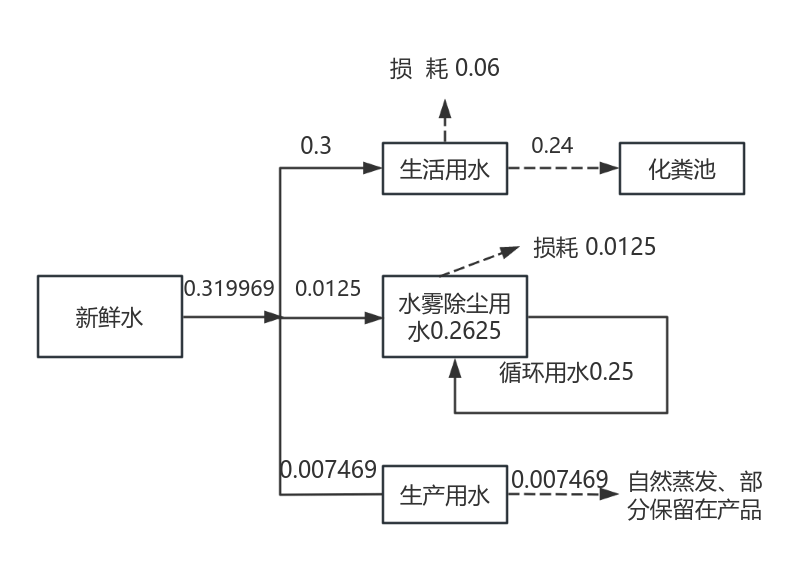 损 耗 0.06
0.3
生活用水
0.24
化粪池
损耗 0.0125
新鲜水
0.319969
0.0125
水雾除尘用
水0.2625
循环用水0.25
0.007469
生产用水
0.007469
自然蒸发、部
分保留在产品